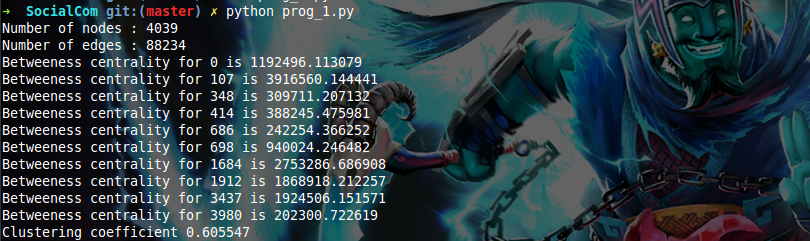 → SocialCom git:(master) ✗ python prog_1.py
Number of nodes : 4039
Number of edges : 88234
Betweeness centrality for 0 is 1192496.113079
Betweeness centrality for 107 is 3916560.144441
Betweeness centrality for 348 is 309711.207132
Betweeness centrality for 414 is 388245.475981
Betweeness centrality for 686 is 242254.366252
Betweeness centrality for 698 is 940024.246482
Betweeness centrality for 1684 is 2753286.686908
Betweeness centrality for 1912 is 1868918.212257
Betweeness centrality for 3437 is 1924506.151571
Betweeness centrality for 3980 is 202300.722619
Clustering coefficient 0.605547